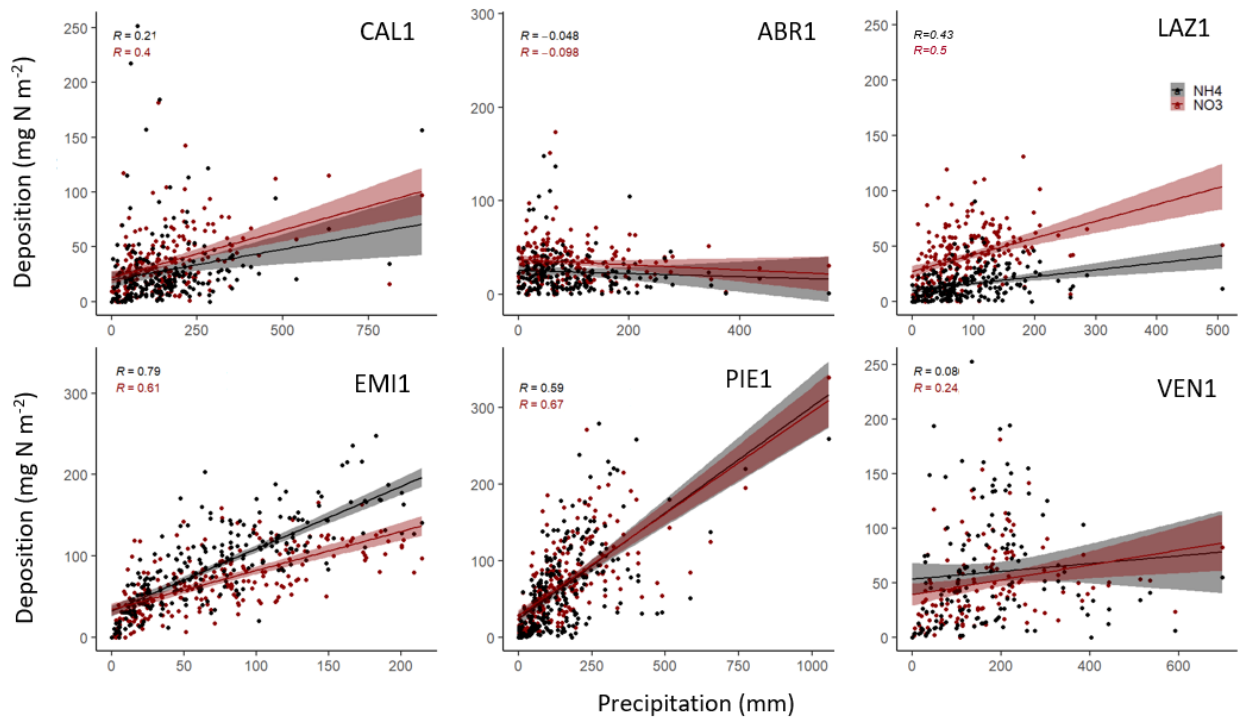 CAL1
R = 0.21
R = 0.4
250
200
150
100
50
0
0 250 500 750
ABR1
R = −0.048
R = −0.098
300
200
100
0
0 200 400
LAZ1
R = 0.43
R = 0.5
NH4
NO3
250
200
150
100
50
0
0 100 200 300 400 500
Deposition (mg N m-2)
EMI1
R = 0.79
R = 0.61
300
200
100
0
0 50 100 150 200
PIE1
R = 0.59
R = 0.67
300
200
100
0
0 250 500 750 1000
VEN1
R = 0.08
R = 0.24
250
200
150
100
50
0
0 200 400 600
Deposition (mg N m-2)
Precipitation (mm)